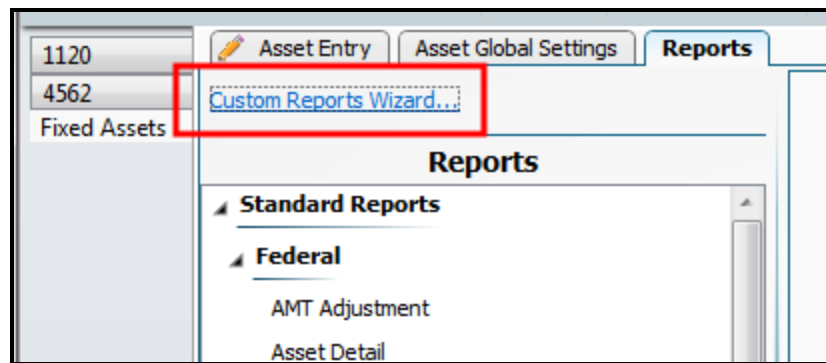 1120
4562
Fixed Assets
Asset Entry Asset Global Settings Reports
Custom Reports Wizard...
Reports
Standard Reports
Federal
AMT Adjustment
Asset Detail